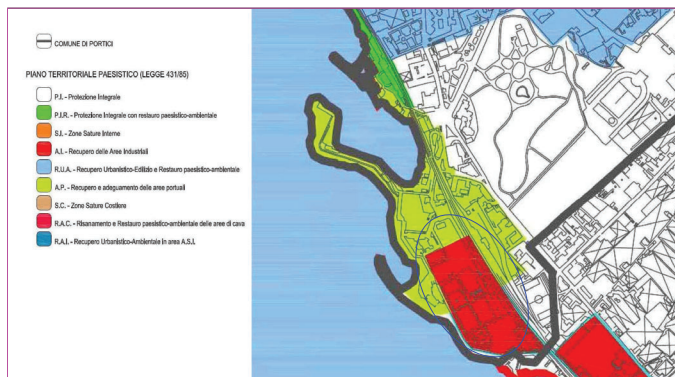 COMUNE DI PORTICI
PIANO TERRITORIALE PAESISTICO (LEGGE 431/85)
P.I. - Protezione Integrale
P.I.R. - Protezione Integrale con restauro paesistico-ambientale
S.I. - Zone Sature Interne
A.I. - Recupero delle Aree Industriali
R.U.A. - Recupero Urbanistico-Edilizio e Restauro paesistico-ambientale
A.P. - Recupero e adeguamento delle aree portuali
S.C. - Zone Sature Costiere
R.A.C. - Risanamento e Restauro paesistico-ambientale delle aree di cava
R.A.I. - Recupero Urbanistico-Ambientale in area A.S.I.